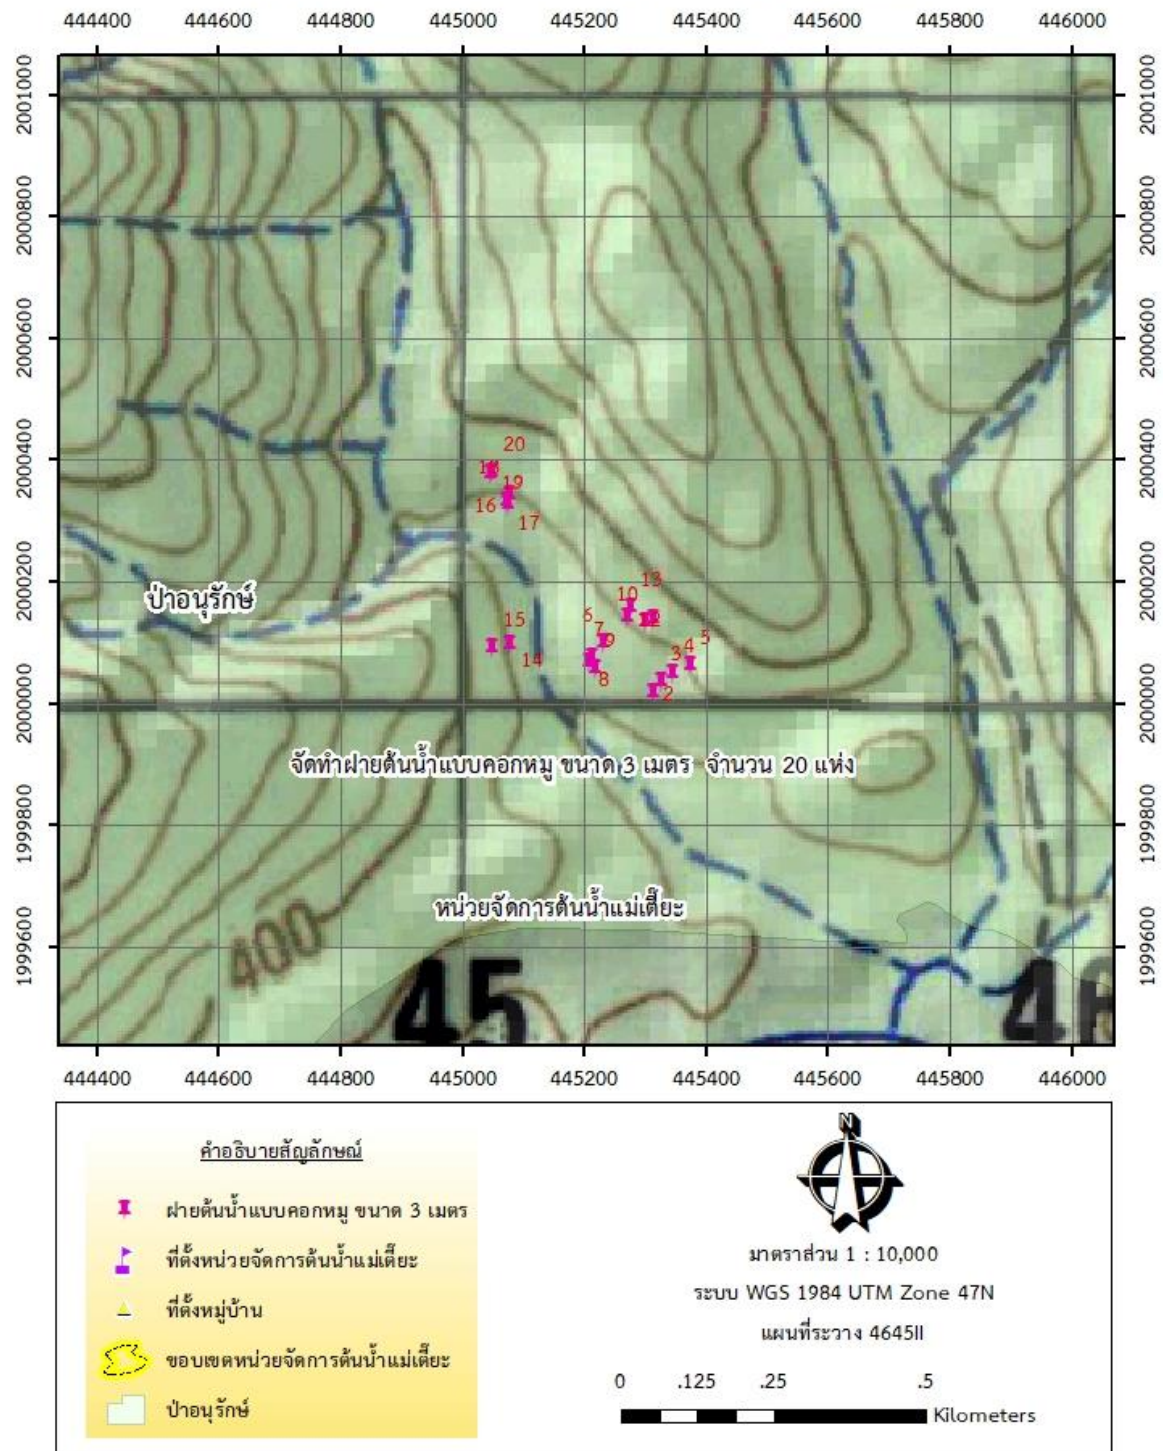 444400 444600 444800 445000 445200 445400 445600 445800 446000
2001000 2001000
2000800 2000800
2000600 2000600
2000400 2000400
2000200 2000200
2000000 2000000
1999800 1999800
1999600 1999600
20
18
19
16
17
13
10
6
7
5
15
9
4
3
14
8
2
ป่าอนุรักษ์
จัดทำฝายต้นน้ำแบบคอกหมู ขนาด 3 เมตร จำนวน 20 แห่ง
หน่วยจัดการต้นน้ำแม่เตี๊ยะ
400
45
444400 444600 444800 445000 445200 445400 445600 445800 446000
คำอธิบายสัญลักษณ์
ฝายต้นน้ำแบบคอกหมู ขนาด 3 เมตร
ที่ตั้งหน่วยจัดการต้นน้ำแม่เตี๊ยะ
ที่ตั้งหมู่บ้าน
ขอบเขตหน่วยจัดการต้นน้ำแม่เตี๊ยะ
ป่าอนุรักษ์
N
มาตราส่วน 1 : 10,000
ระบบ WGS 1984 UTM Zone 47N
แผนที่ระวาง 4645II
0 .125 .25 .5
Kilometers